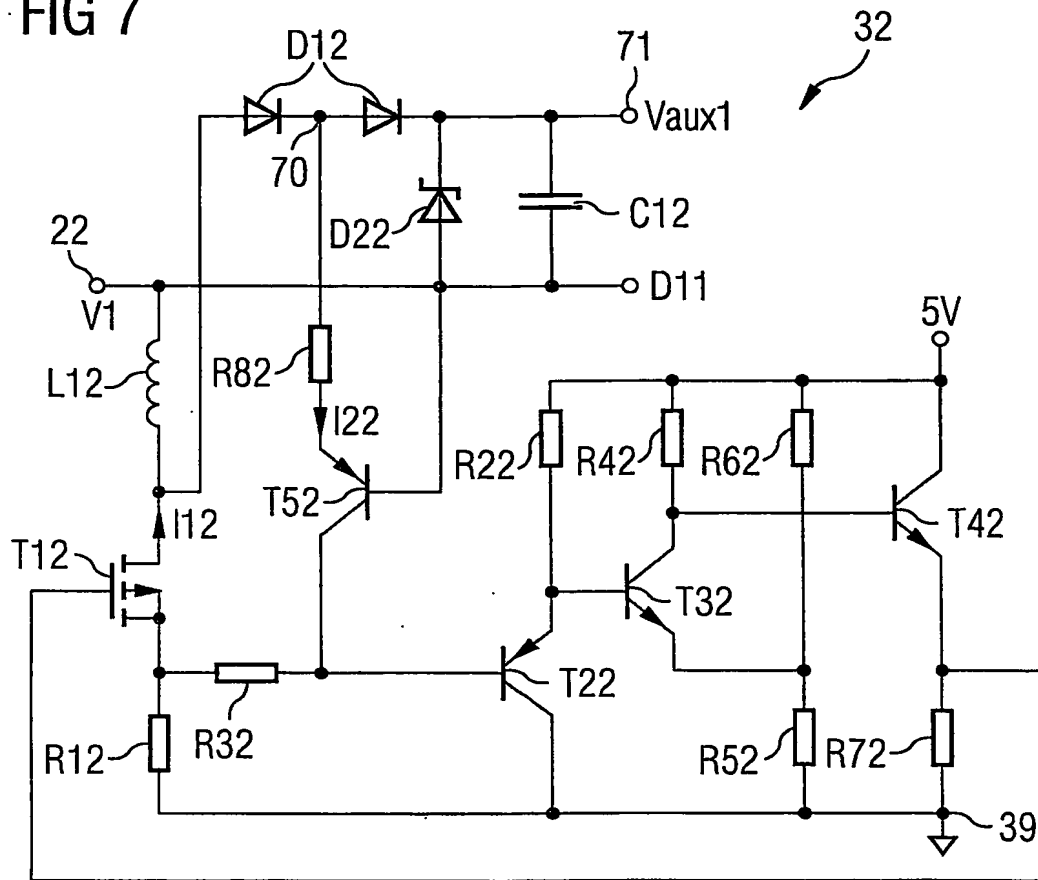 FIG 7
32
D12
71
Vaux1
70
D22
C12
22
V1
D11
5V
L12
R82
I22
R22
R42
R62
T52
T42
I12
T12
T32
T22
R32
R12
R52
R72
39